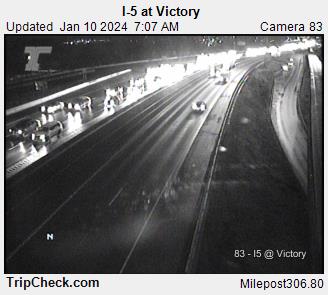 I-5 at Victory
Updated Jan 10 2024 7:07 AM Camera 83
T
N
83 - I5 @ Victory
TripCheck.com Milepost306.80